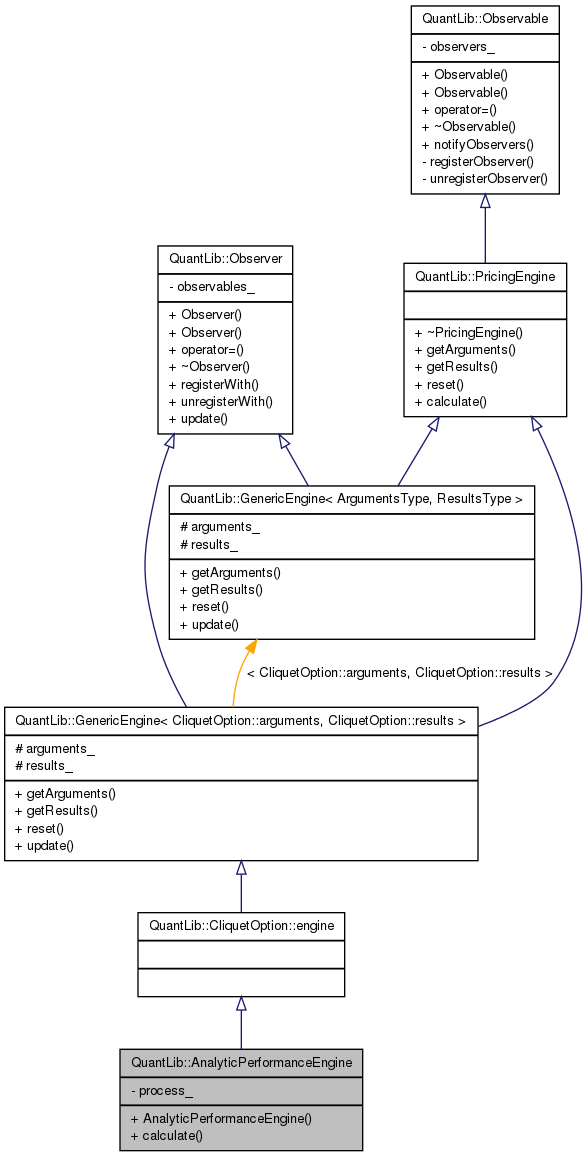 QuantLib::Observable
- observers_
+ Observable()
+ Observable()
+ operator=()
+ ~Observable()
+ notifyObservers()
- registerObserver()
- unregisterObserver()
QuantLib::Observer
- observables_
+ Observer()
+ Observer()
+ operator=()
+ ~Observer()
+ registerWith()
+ unregisterWith()
+ update()
QuantLib::PricingEngine
+ ~PricingEngine()
+ getArguments()
+ getResults()
+ reset()
+ calculate()
QuantLib::GenericEngine< ArgumentsType, ResultsType >
# arguments_
# results_
+ getArguments()
+ getResults()
+ reset()
+ update()
< CliquetOption::arguments, CliquetOption::results >
QuantLib::GenericEngine< CliquetOption::arguments, CliquetOption::results >
# arguments_
# results_
+ getArguments()
+ getResults()
+ reset()
+ update()
QuantLib::CliquetOption::engine
QuantLib::AnalyticPerformanceEngine
- process_
+ AnalyticPerformanceEngine()
+ calculate()